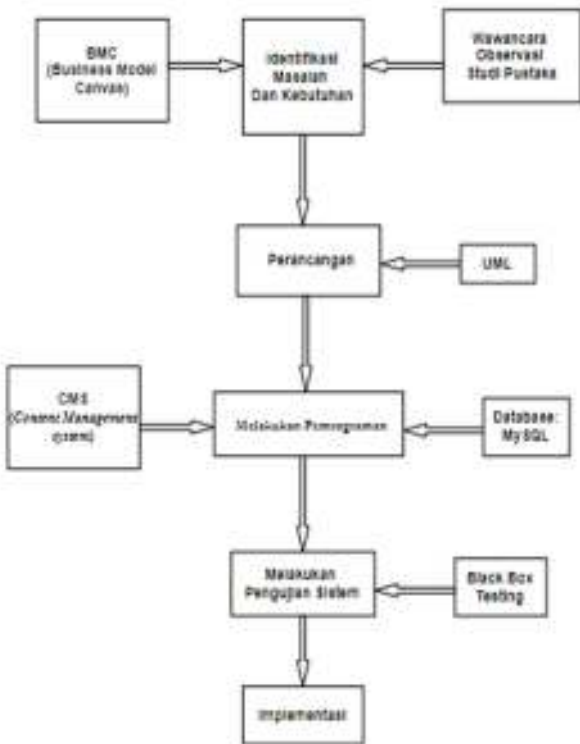 BMC
(Business Model
Canvas)
Identifikasi
Masalah
Dan Kebutuhan
Wawancara
Observasi
Studi Pustaka
Perancangan
UML
CMS
(Content Management
system)
Melakukan Pemrograman
Database:
MySQL
Melakukan
Pengujian Sistem
Black Box
Testing
Implementasi